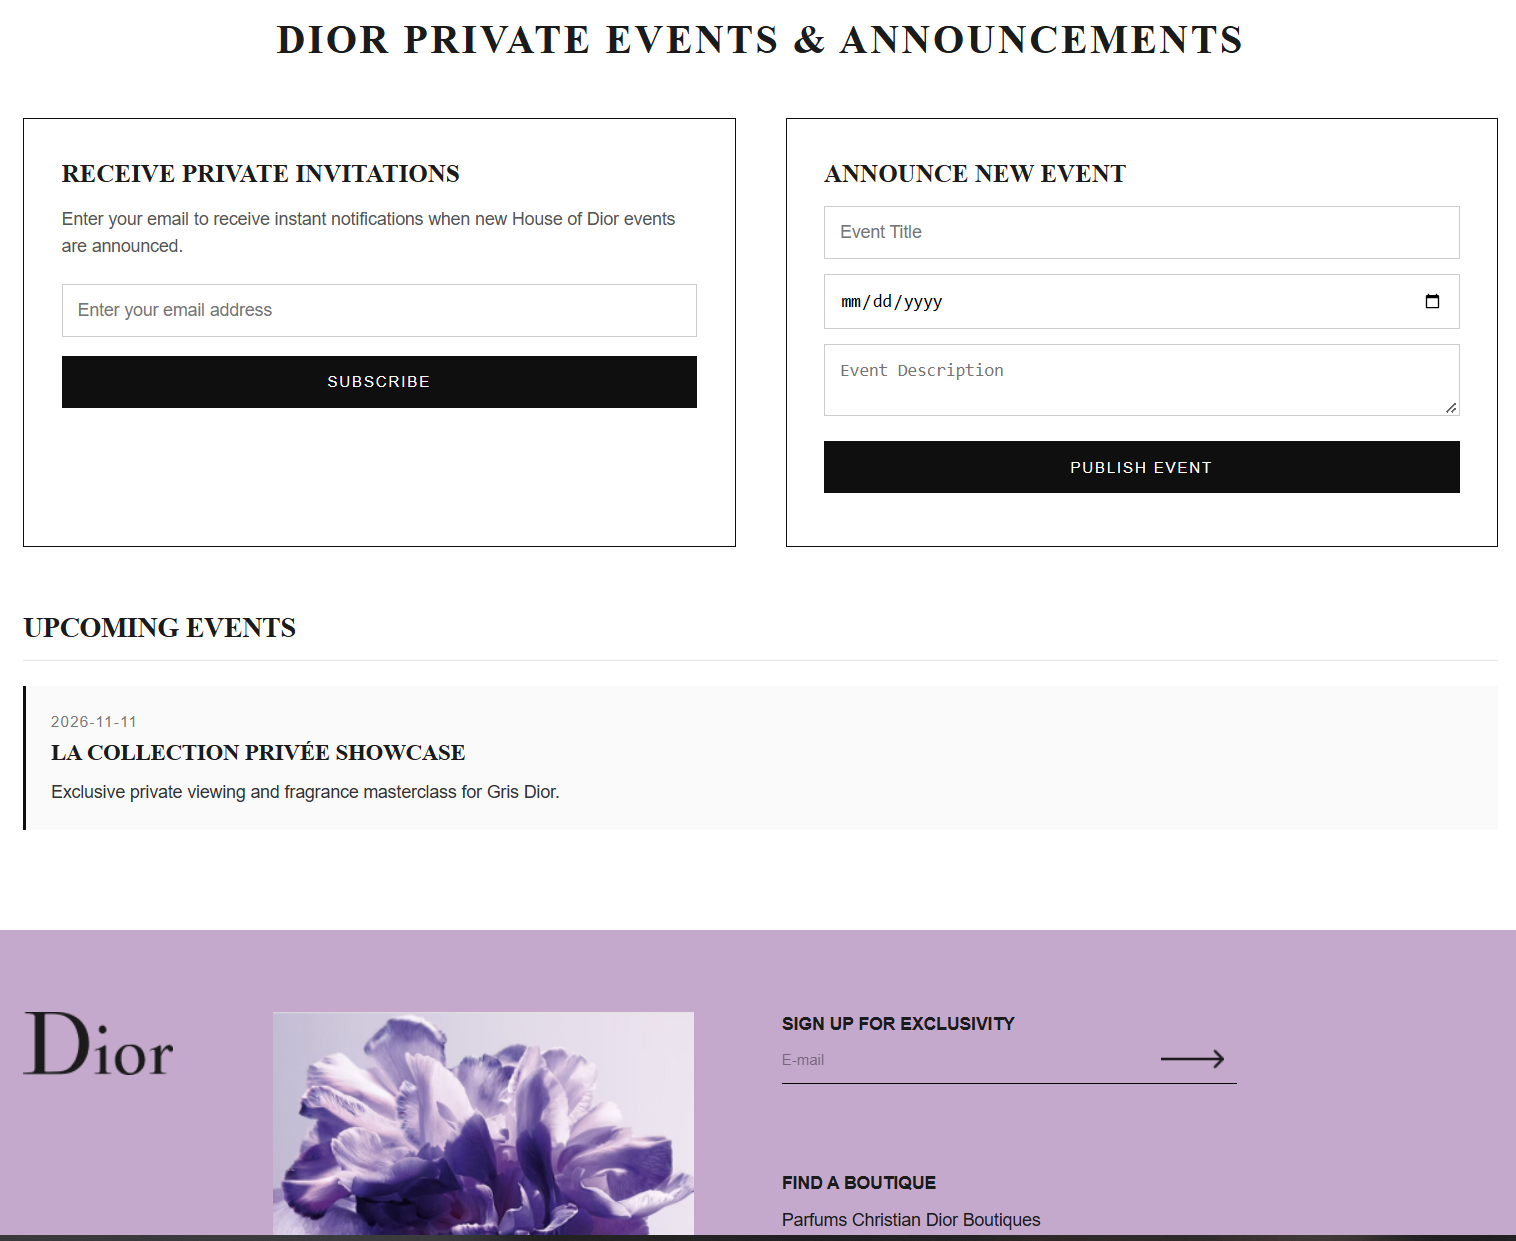 DIOR PRIVATE EVENTS & ANNOUNCEMENTS
RECEIVE PRIVATE INVITATIONS
Enter your email to receive instant notifications when new House of Dior events
are announced.
Enter your email address
SUBSCRIBE
ANNOUNCE NEW EVENT
Event Title
mm/dd/yyyy
Event Description
PUBLISH EVENT
UPCOMING EVENTS
2026-11-11
LA COLLECTION PRIVÉE SHOWCASE
Exclusive private viewing and fragrance masterclass for Gris Dior.
Dior
SIGN UP FOR EXCLUSIVITY
E-mail
FIND A BOUTIQUE
Parfums Christian Dior Boutiques